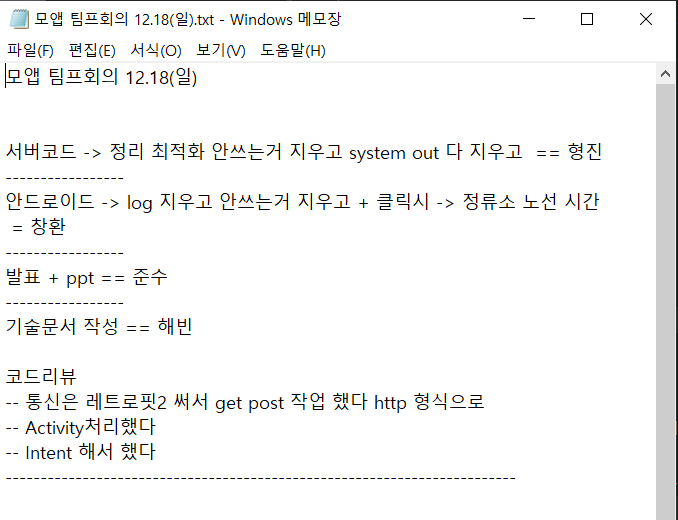 모앱 팀프회의 12.18(일).txt - Windows 메모장
파일(F) 편집(E) 서식(O) 보기(V) 도움말(H)
모앱 팀프회의 12.18(일)
서버코드 -> 정리 최적화 안쓰는거 지우고 system out 다 지우고  == 형진
-----------------
안드로이드 -> log 지우고 안쓰는거 지우고 + 클릭시 -> 정류소 노선 시간
 = 창환
-----------------
발표 + ppt == 준수
-----------------
기술문서 작성 == 해빈
코드리뷰
-- 통신은 레트로핏2 써서 get post 작업 했다 http 형식으로
-- Activity처리했다
-- Intent 해서 했다
-------------------------------------------------------------------------